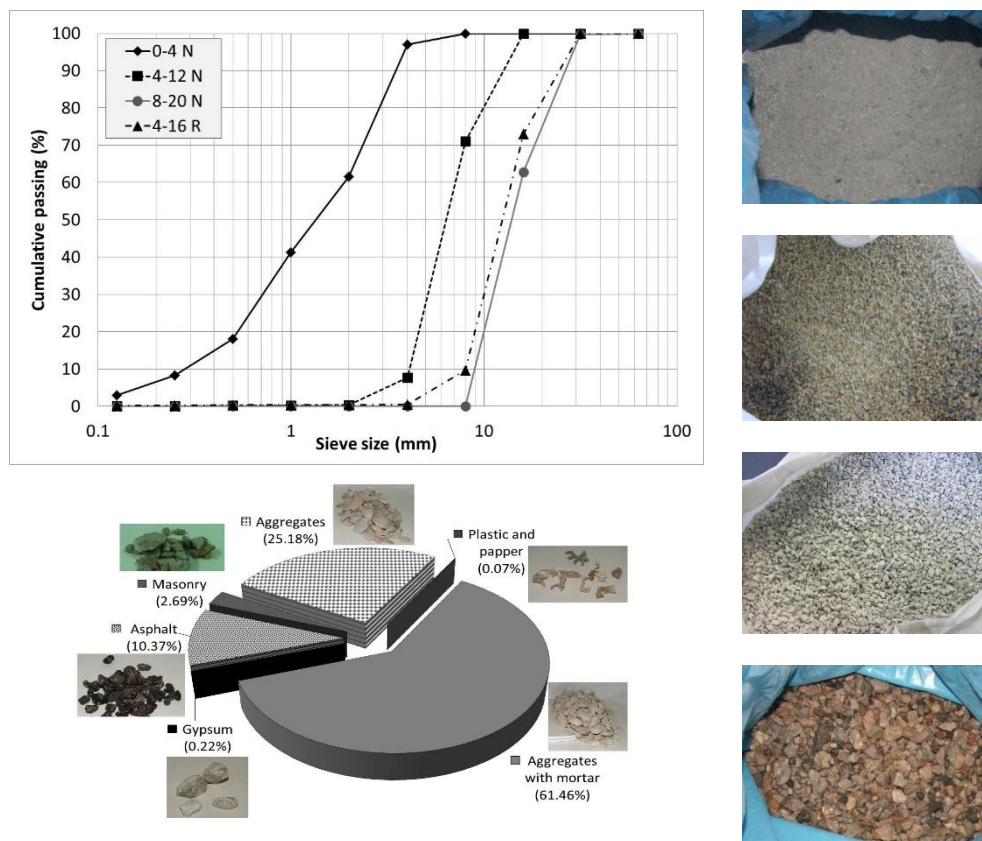 100
90
80
70
60
50
40
30
20
10
0
Cumulative passing (%)
0-4 N
4-12 N
8-20 N
4-16 R
0.1
1
10
100
Sieve size (mm)
Aggregates
(25.18%)
Plastic and
papper
(0.07%)
Masonry
(2.69%)
Asphalt
(10.37%)
Gypsum
(0.22%)
Aggregates
with mortar
(61.46%)